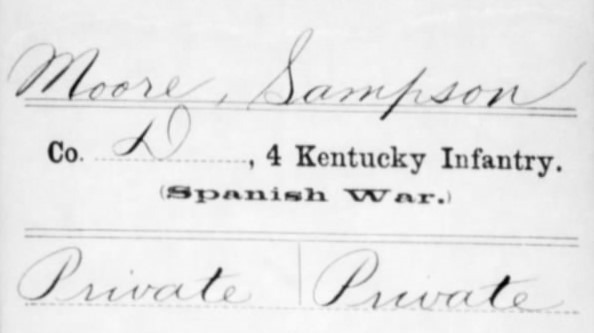 Moore, Sampson
Co. D, 4 Kentucky Infantry.
(Spanish War.)
Private | Private